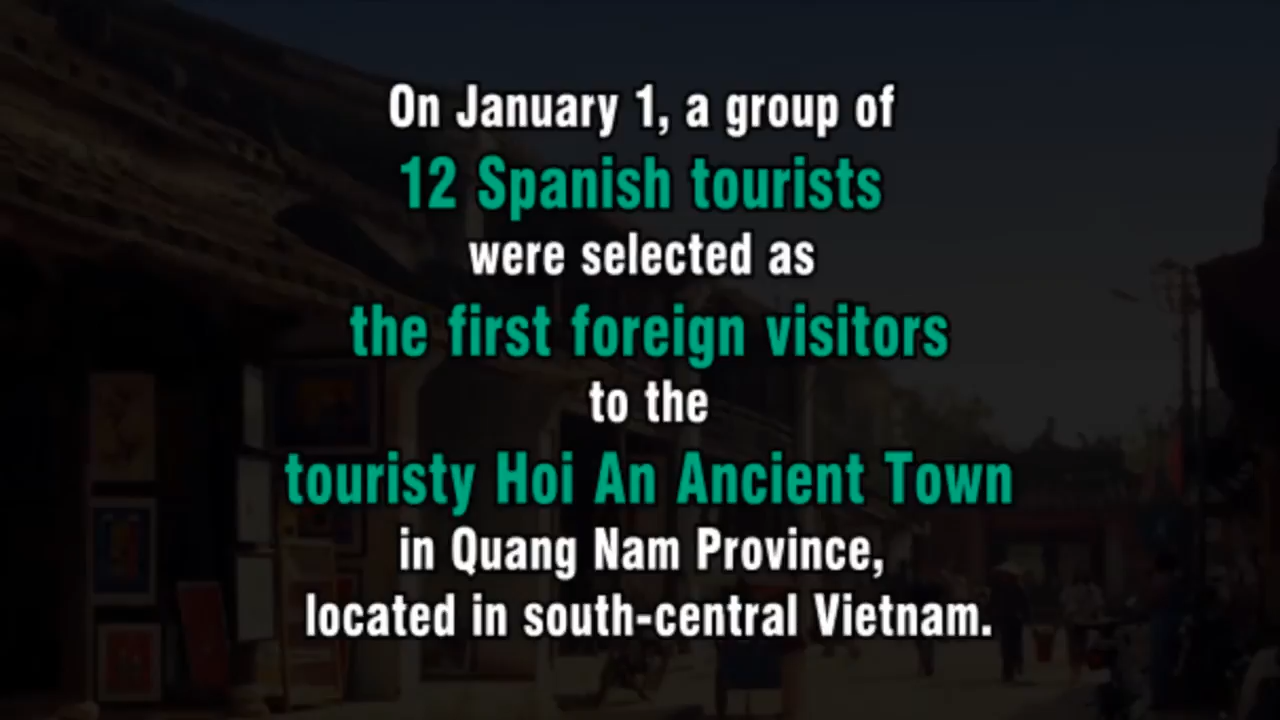 On January 1, a group of
12 Spanish tourists
were selected as
the first foreign visitors
to the
touristy Hoi An Ancient Town
in Quang Nam Province,
located in south-central Vietnam.